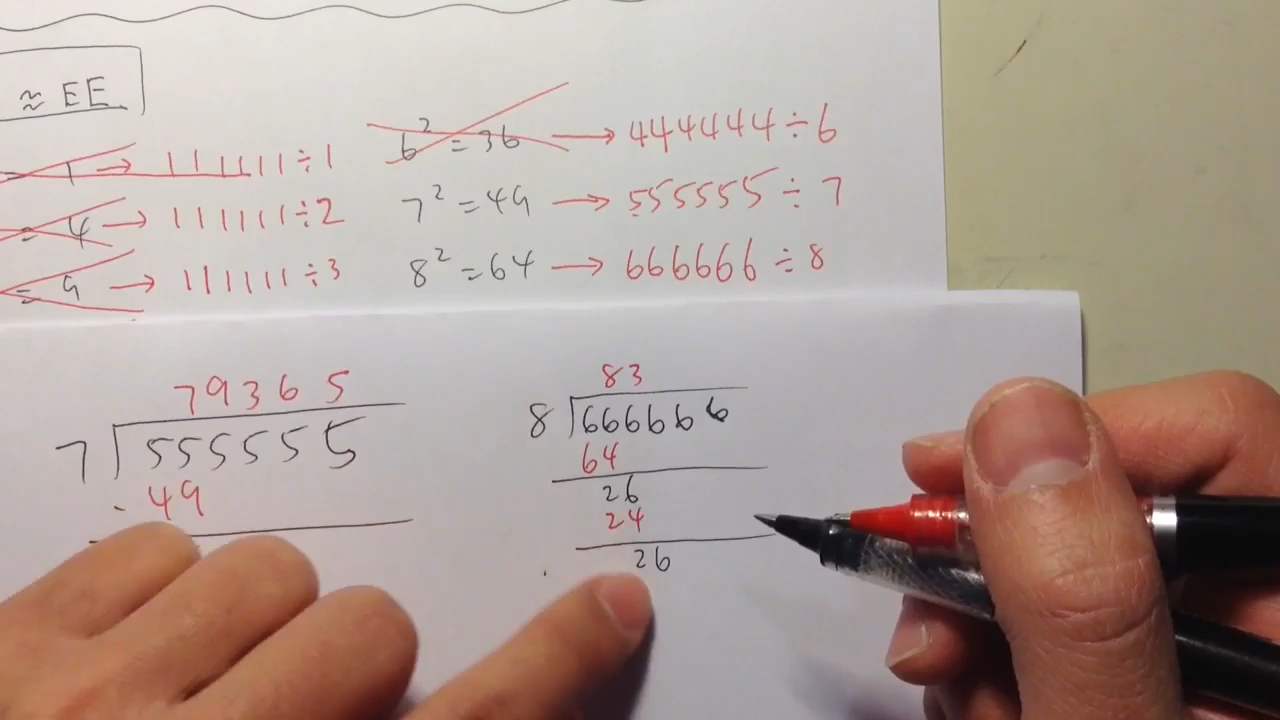 ≈ EE
= 1 → 111111÷1
6² = 36 → 444444÷6
= 4 → 111111÷2
7² = 49 → 555555÷7
= 9 → 111111÷3
8² = 64 → 666666÷8
79365
7 555555
- 49
83
8 66666
64
26
24
26